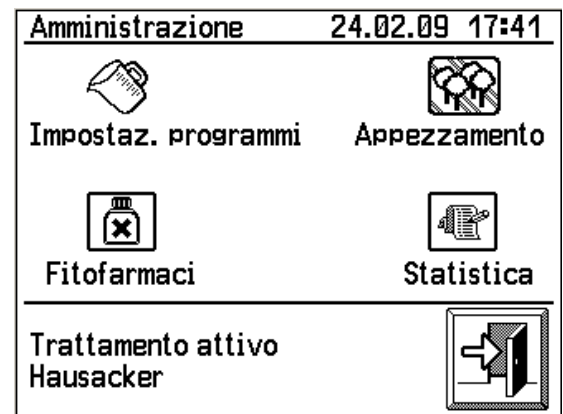 Amministrazione 24.02.09 17:41
Impostaz. programmi Appezzamento
Fitofarmaci Statistica
Trattamento attivo
Hausacker